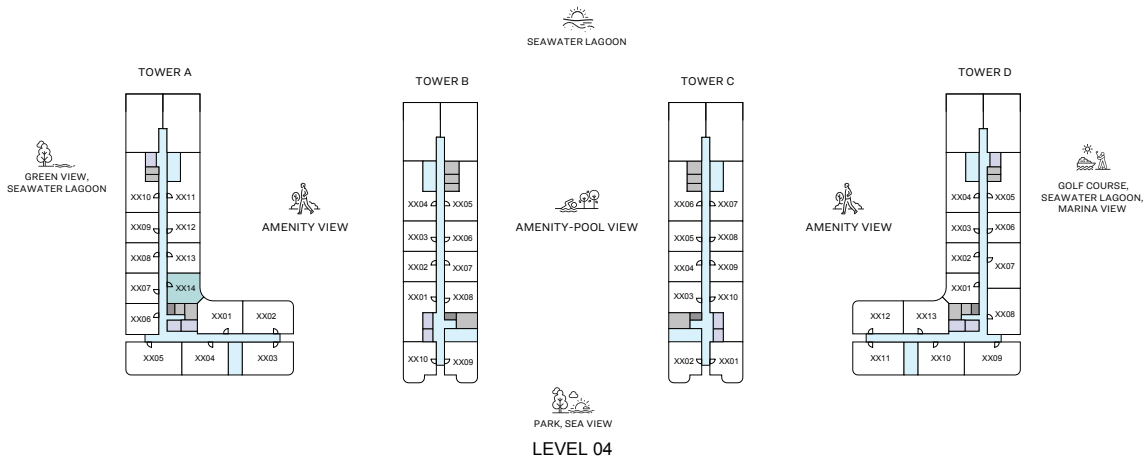 SEAWATER LAGOON
TOWER A
TOWER B
TOWER C
TOWER D
GREEN VIEW,
SEAWATER LAGOON
AMENITY VIEW
AMENITY-POOL VIEW
AMENITY VIEW
GOLF COURSE,
SEAWATER LAGOON,
MARINA VIEW
XX10 XX11
XX09 XX12
XX08 XX13
XX07 XX14
XX06
XX01 XX02
XX05 XX04 XX03
XX04 XX05
XX03 XX06
XX02 XX07
XX01 XX08
XX10 XX09
XX06 XX07
XX05 XX08
XX04 XX09
XX03 XX10
XX02 XX01
XX04 XX05
XX03 XX06
XX02 XX07
XX01
XX08
XX12 XX13
XX11 XX10 XX09
PARK, SEA VIEW
LEVEL 04